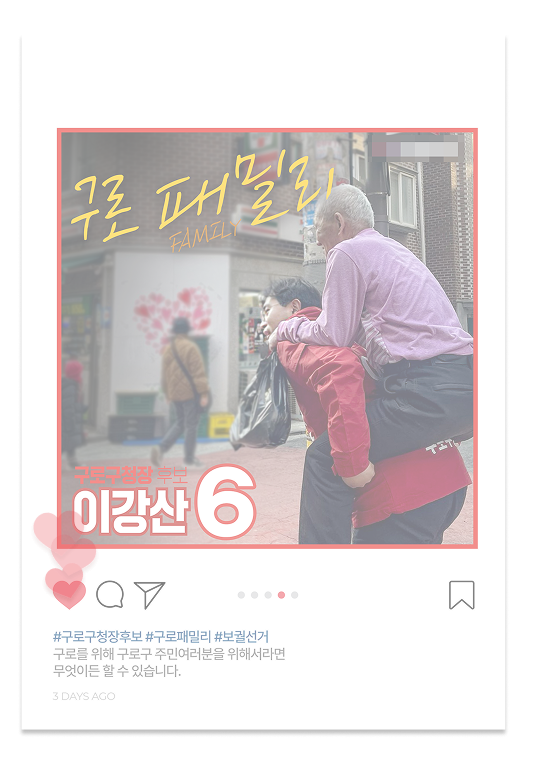 구로 패밀리
FAMILY
구로구청장 후보
이강산 6
#구로구청장후보 #구로패밀리 #보궐선거
구로를 위해 구로구 주민여러분을 위해서라면
무엇이든 할 수 있습니다.
3 DAYS AGO